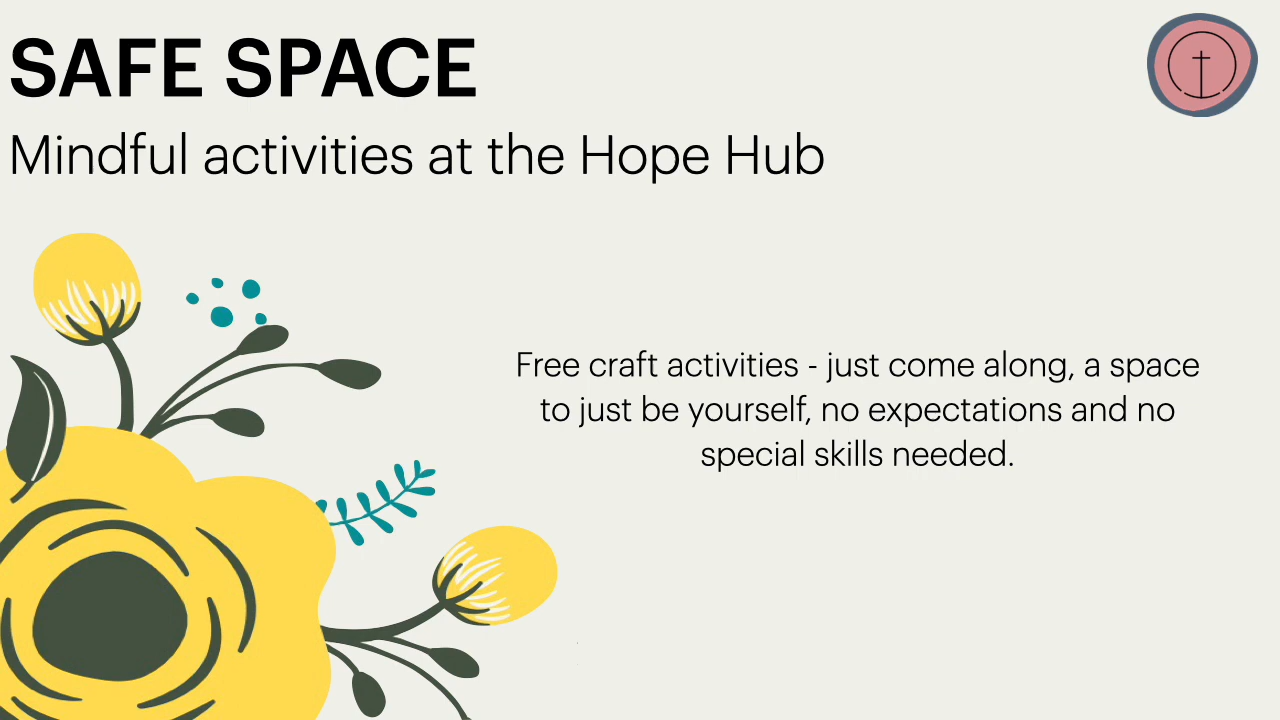 SAFE SPACE
Mindful activities at the Hope Hub
Free craft activities - just come along, a space
to just be yourself, no expectations and no
special skills needed.